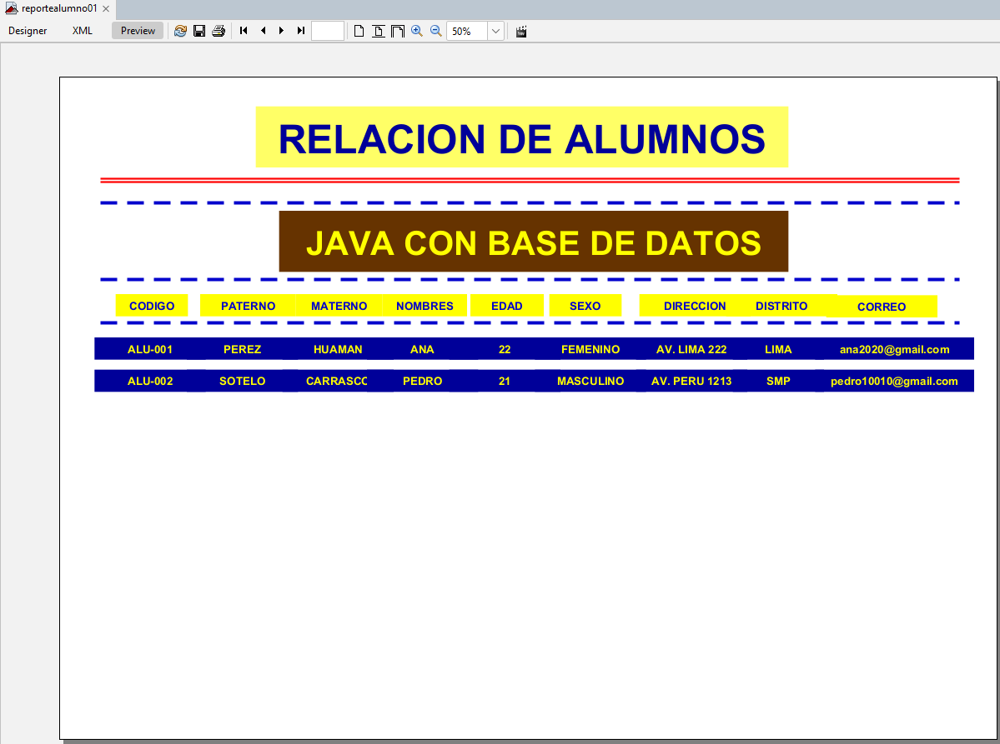 reportealumno01
Designer XML Preview 50%
RELACION DE ALUMNOS
JAVA CON BASE DE DATOS
CODIGO PATERNO MATERNO NOMBRES EDAD SEXO DIRECCION DISTRITO CORREO
ALU-001 PEREZ HUAMAN ANA 22 FEMENINO AV. LIMA 222 LIMA ana2020@gmail.com
ALU-002 SOTELO CARRASCO PEDRO 21 MASCULINO AV. PERU 1213 SMP pedro10010@gmail.com